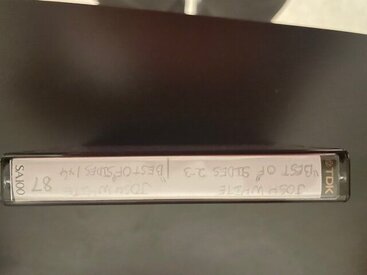 TDK
JOSH WHITE JOSH WHITE
"BEST OF" SIDES 2-3 | "BEST OF" SIDES 1+4
87
SA100